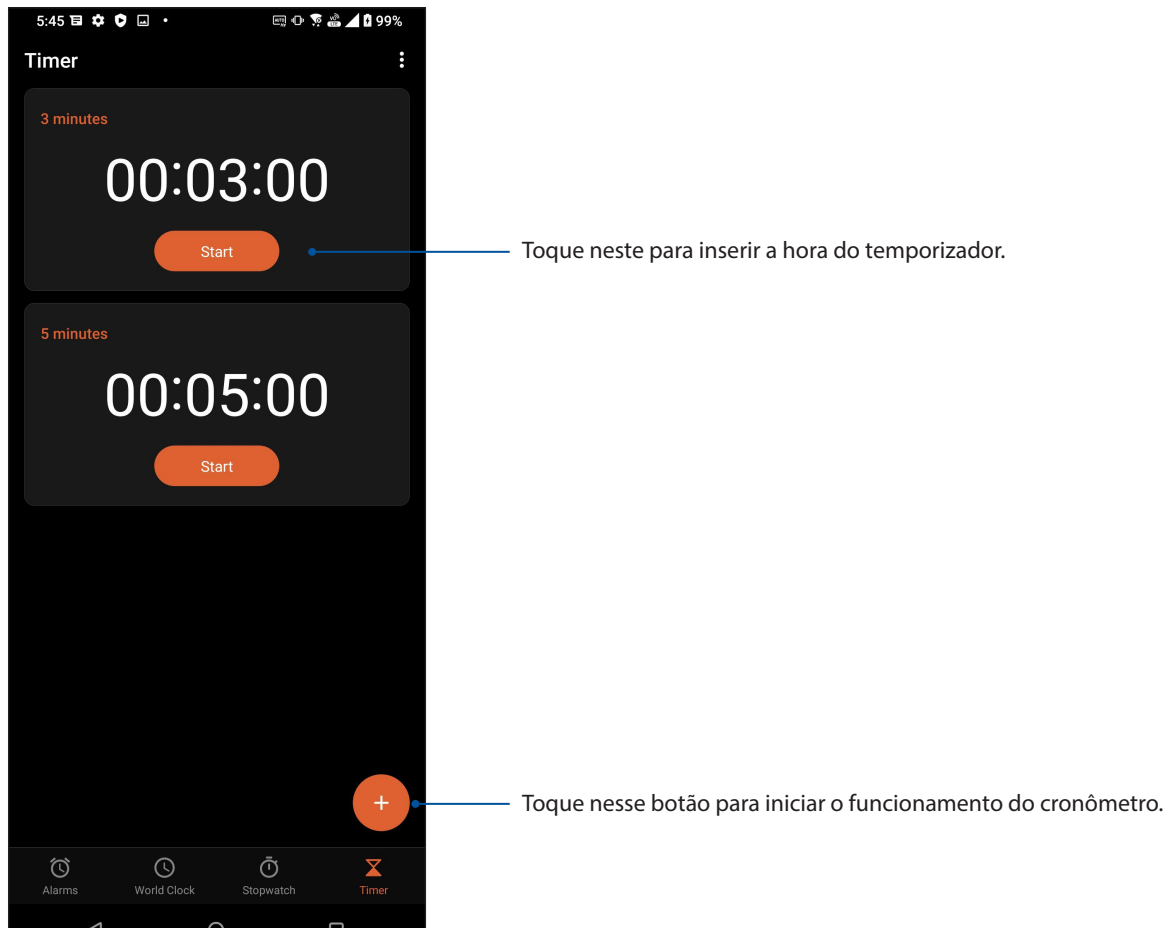 5:45 99%
Timer
3 minutes
00:03:00
Start
Toque neste para inserir a hora do temporizador.
5 minutes
00:05:00
Start
+
Toque nesse botão para iniciar o funcionamento do cronômetro.
Alarms World Clock Stopwatch Timer